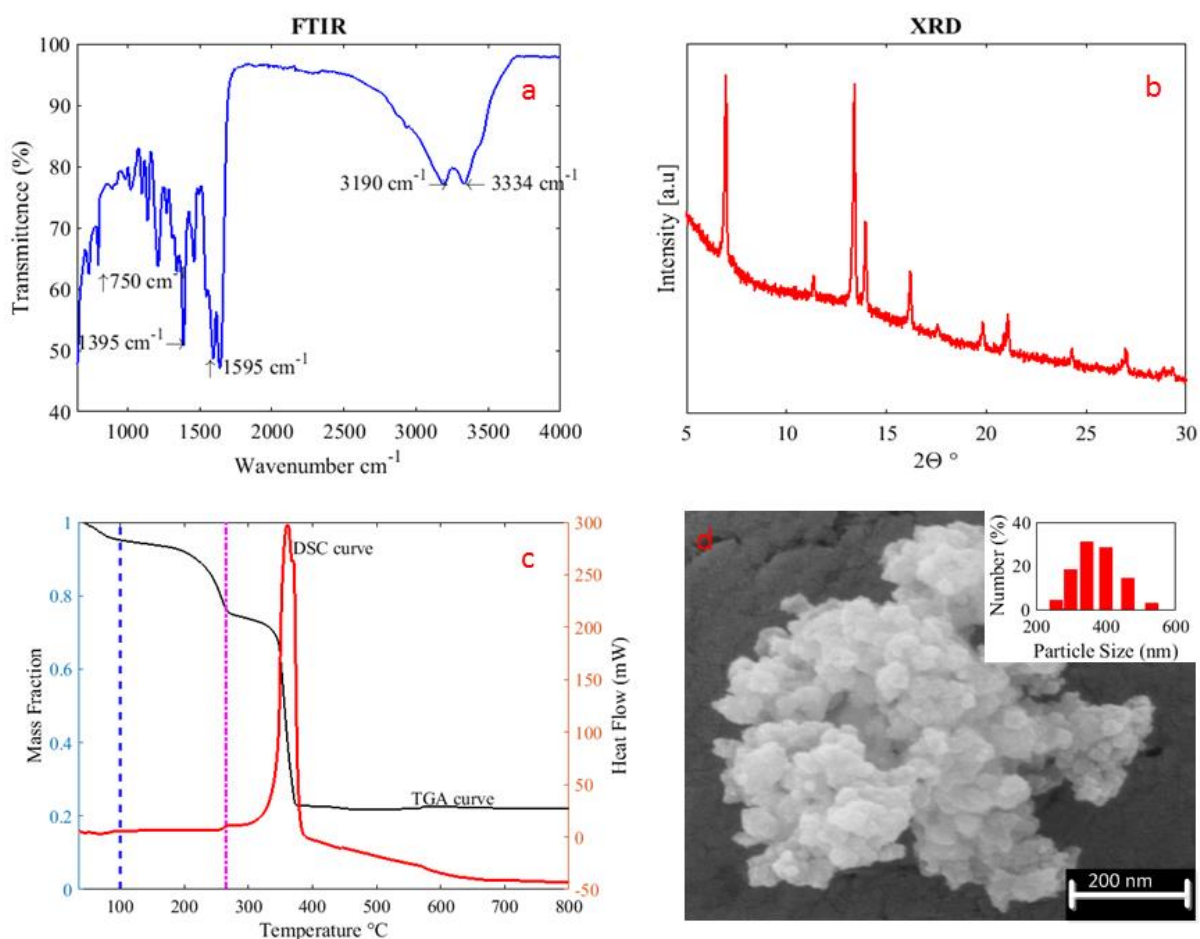 FTIR
a
100
90
80
70
60
50
40
Transmittence (%)
3190 cm-1
3334 cm-1
↑750 cm-1
1395 cm-1
↑1595 cm-1
1000 1500 2000 2500 3000 3500 4000
Wavenumber cm-1
XRD
b
Intensity [a.u]
5 10 15 20 25 30
2Θ °
c
1
0.8
0.6
0.4
0.2
0
Mass Fraction
DSC curve
TGA curve
300
250
200
150
100
50
0
-50
Heat Flow (mW)
100 200 300 400 500 600 700 800
Temperature °C
d
40
20
0
Number (%)
200 400 600
Particle Size (nm)
200 nm